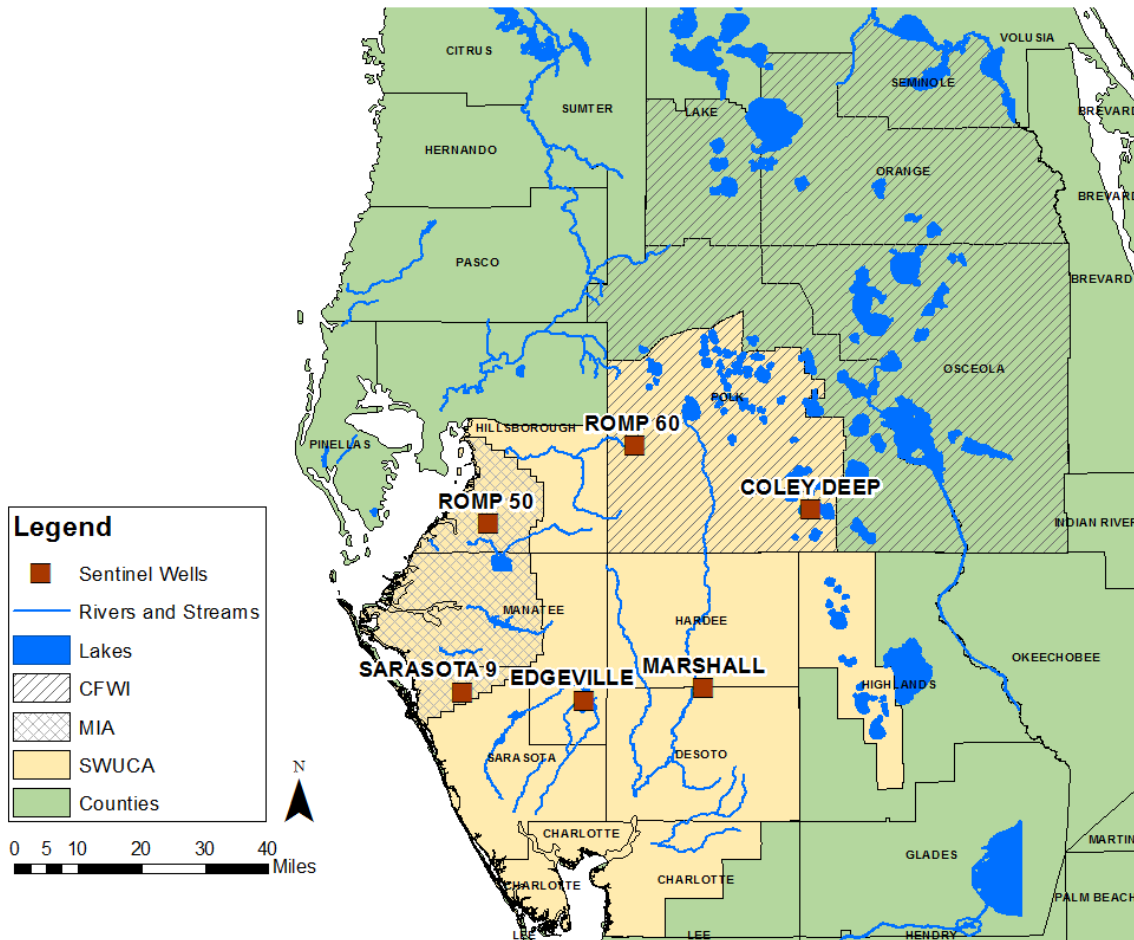 VOLUSIA
CITRUS
SEMINOLE
SUMTER
LAKE
BREVARD
HERNANDO
ORANGE
BREVARD
PASCO
BREVARD
OSCEOLA
POLK
ROMP 60
HILLSBOROUGH
PINELLAS
COLEY DEEP
ROMP 50
INDIAN RIVER
MANATEE
HARDEE
OKEECHOBEE
SARASOTA 9
EDGEVILLE
MARSHALL
HIGHLANDS
SARASOTA
DESOTO
CHARLOTTE
MARTIN
GLADES
CHARLOTTE
CHARLOTTE
PALM BEACH
LEE
LEE
HENDRY
Legend
Sentinel Wells
Rivers and Streams
Lakes
CFWI
MIA
SWUCA
Counties
N
0 5 10 20 30 40
Miles